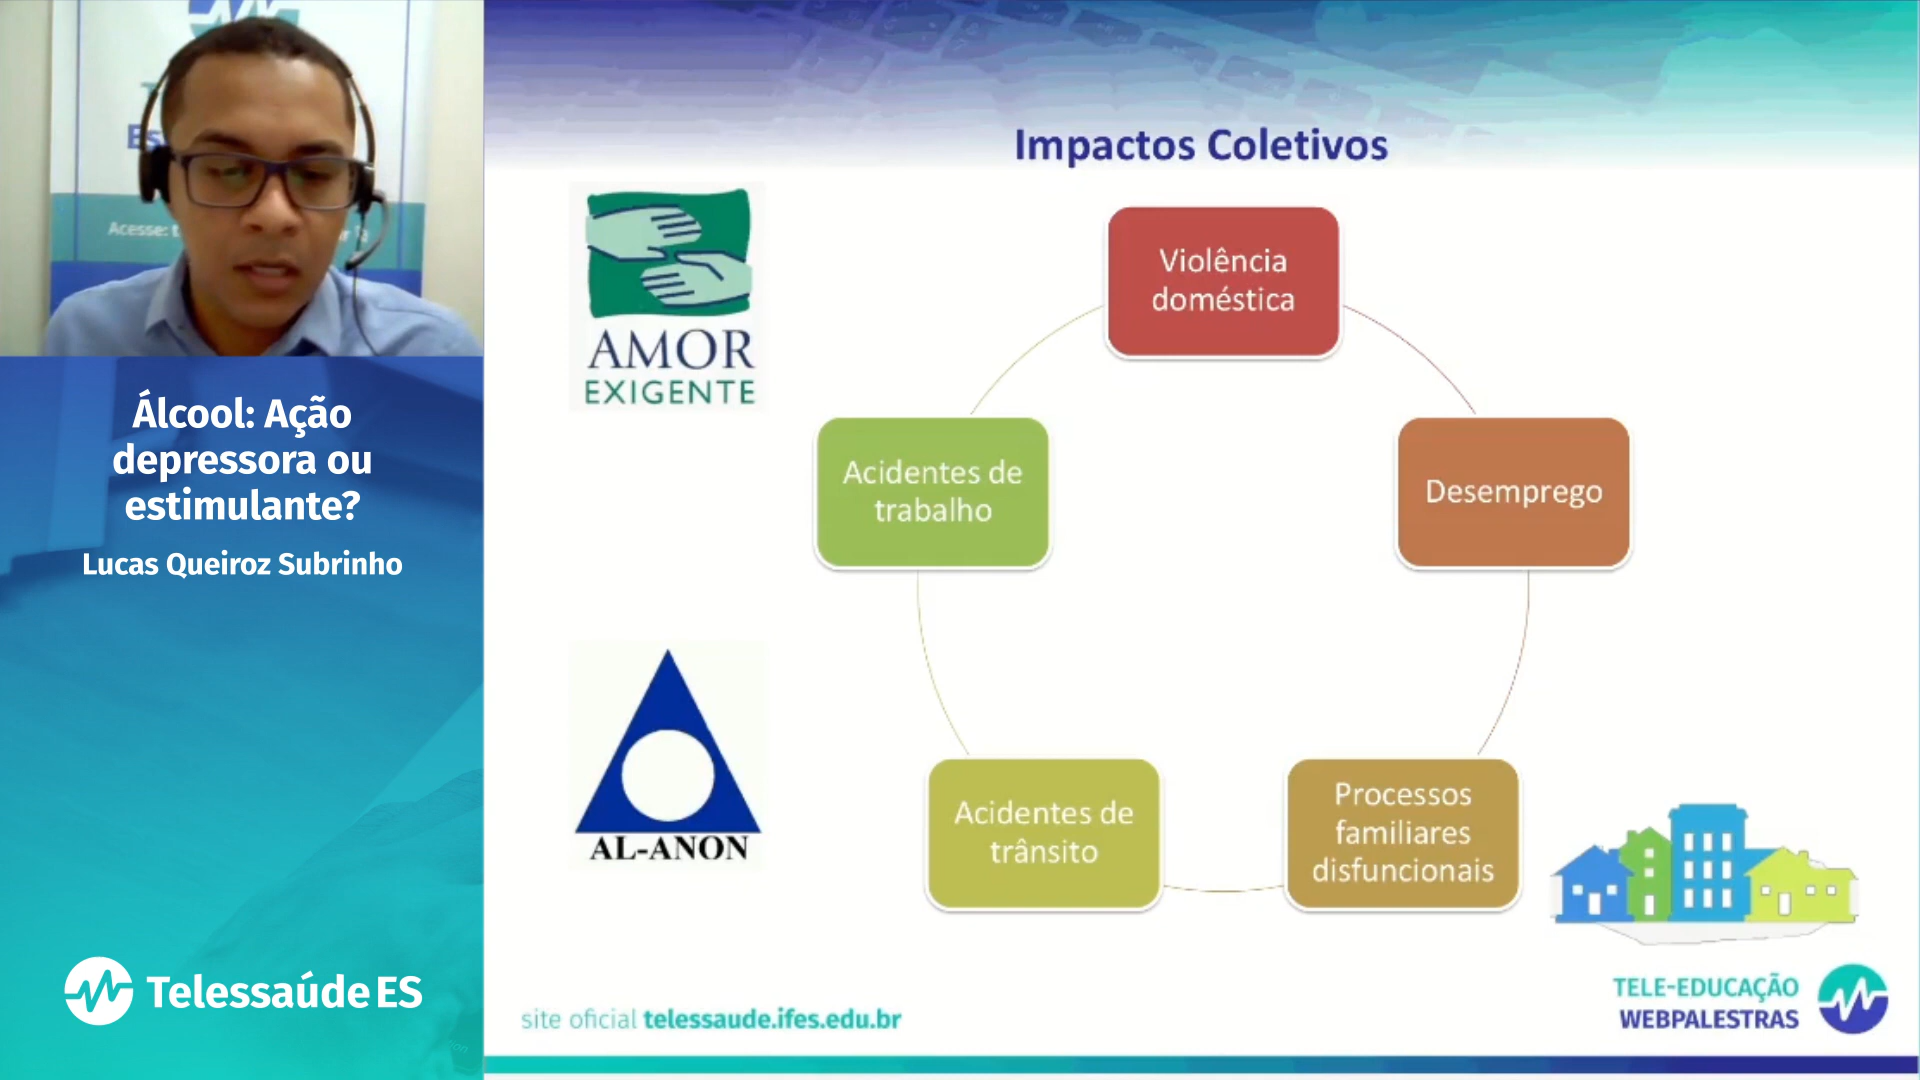 Acesse: t
Álcool: Ação
depressora ou
estimulante?
Lucas Queiroz Subrinho
Telessaúde ES
Impactos Coletivos
AMOR
EXIGENTE
Violência
doméstica
Acidentes de
trabalho
Desemprego
AL-ANON
Acidentes de
trânsito
Processos
familiares
disfuncionais
site oficial telessaude.ifes.edu.br
TELE-EDUCAÇÃO
WEBPALESTRAS